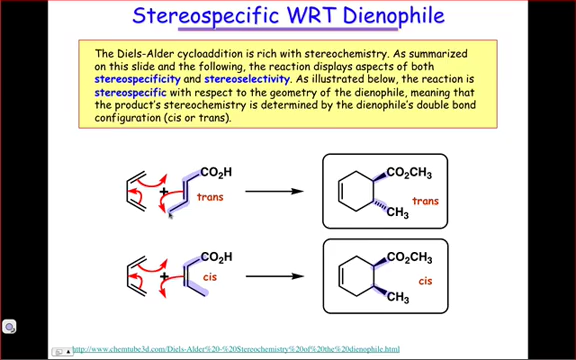 Stereospecific WRT Dienophile
The Diels-Alder cycloaddition is rich with stereochemistry. As summarized
on this slide and the following, the reaction displays aspects of both
stereospecificity and stereoselectivity. As illustrated below, the reaction is
stereospecific with respect to the geometry of the dienophile, meaning that
the product's stereochemistry is determined by the dienophile's double bond
configuration (cis or trans).
+ CO₂H trans
CO₂CH₃ trans CH₃
+ CO₂H cis
CO₂CH₃ cis CH₃
http://www.chemtube3d.com/Diels-Alder%20-%20Stereochemistry%20of%20the%20dienophile.html